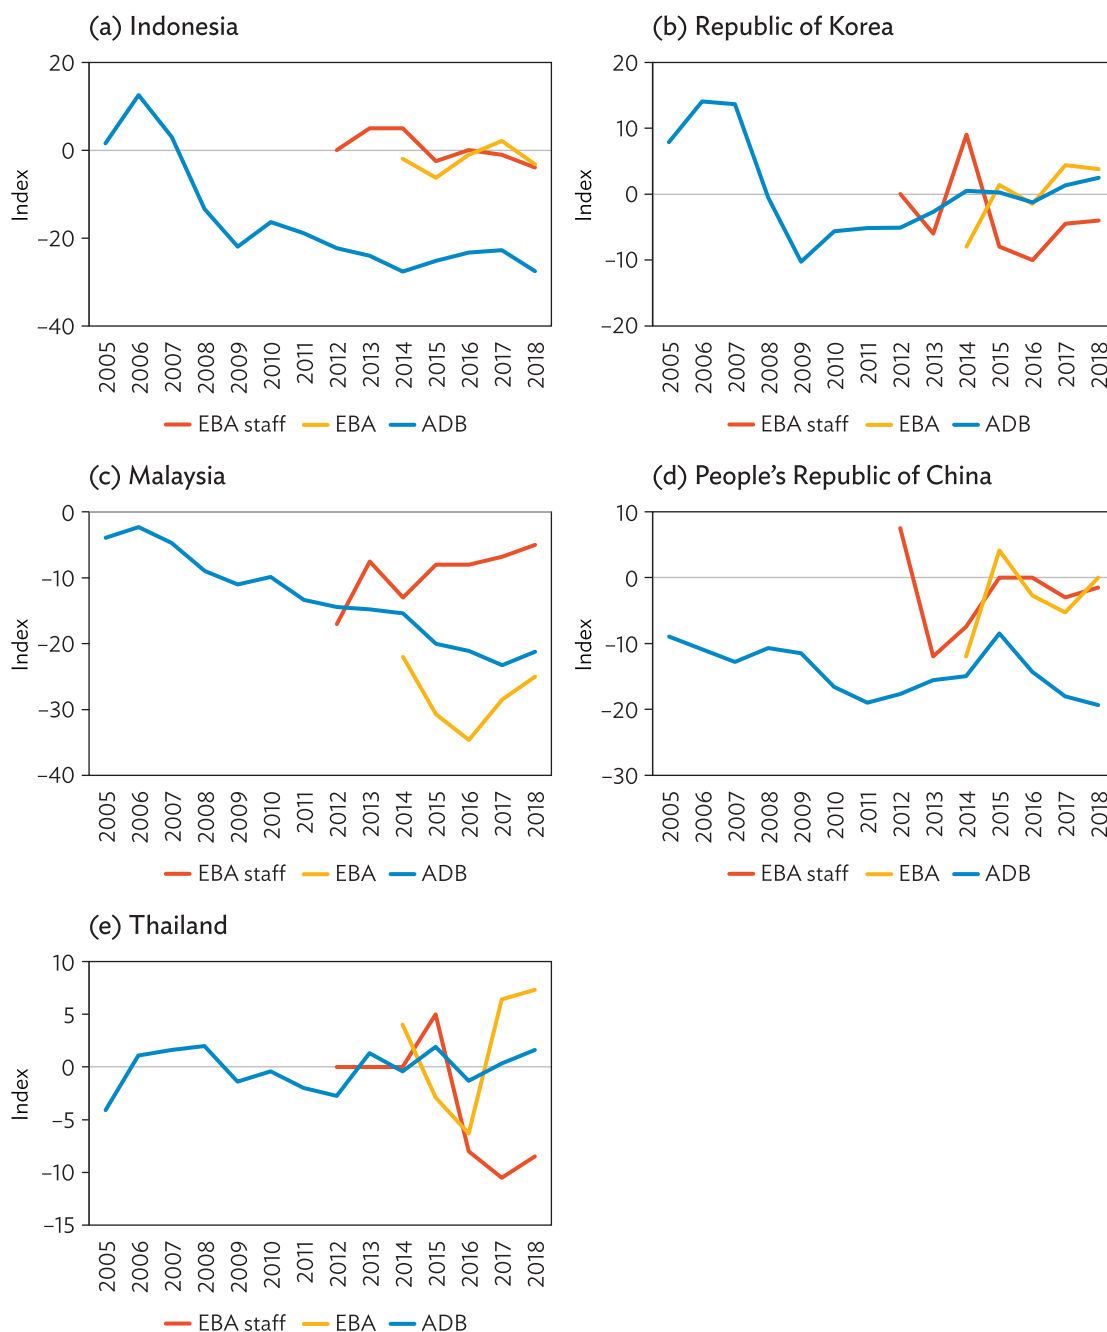 (a) Indonesia
20
0
–20
–40
Index
2005 2006 2007 2008 2009 2010 2011 2012 2013 2014 2015 2016 2017 2018
EBA staff EBA ADB
(b) Republic of Korea
20
10
0
–10
–20
Index
2005 2006 2007 2008 2009 2010 2011 2012 2013 2014 2015 2016 2017 2018
EBA staff EBA ADB
(c) Malaysia
0
–10
–20
–30
–40
Index
2005 2006 2007 2008 2009 2010 2011 2012 2013 2014 2015 2016 2017 2018
EBA staff EBA ADB
(d) People’s Republic of China
10
0
–10
–20
–30
Index
2005 2006 2007 2008 2009 2010 2011 2012 2013 2014 2015 2016 2017 2018
EBA staff EBA ADB
(e) Thailand
10
5
0
–5
–10
–15
Index
2005 2006 2007 2008 2009 2010 2011 2012 2013 2014 2015 2016 2017 2018
EBA staff EBA ADB